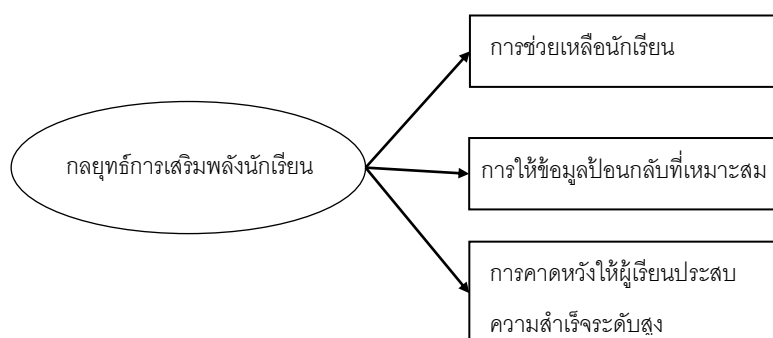 การช่วยเหลือนักเรียน
กลยุทธ์การเสริมพลังนักเรียน
การให้ข้อมูลป้อนกลับที่เหมาะสม
การคาดหวังให้ผู้เรียนประสบ
ความสำเร็จระดับสูง